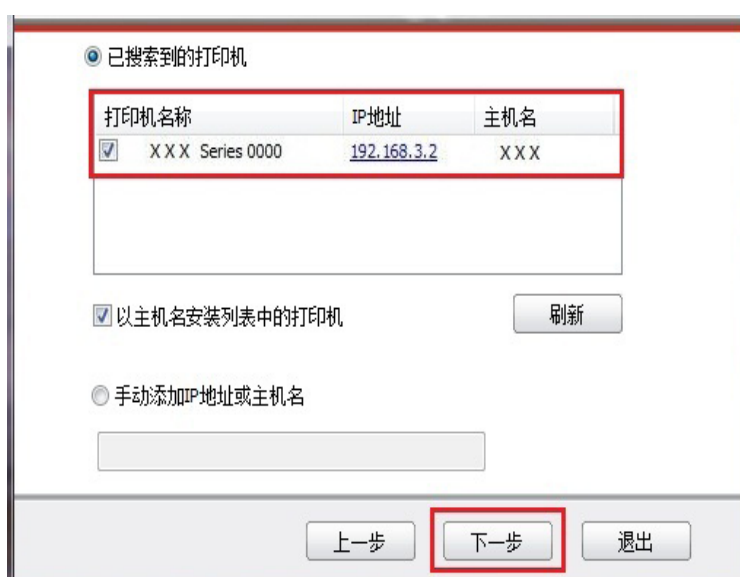 已搜索到的打印机
打印机名称 IP地址 主机名
X X X Series 0000 192.168.3.2 X X X
以主机名安装列表中的打印机 刷新
手动添加IP地址或主机名
上一步 下一步 退出